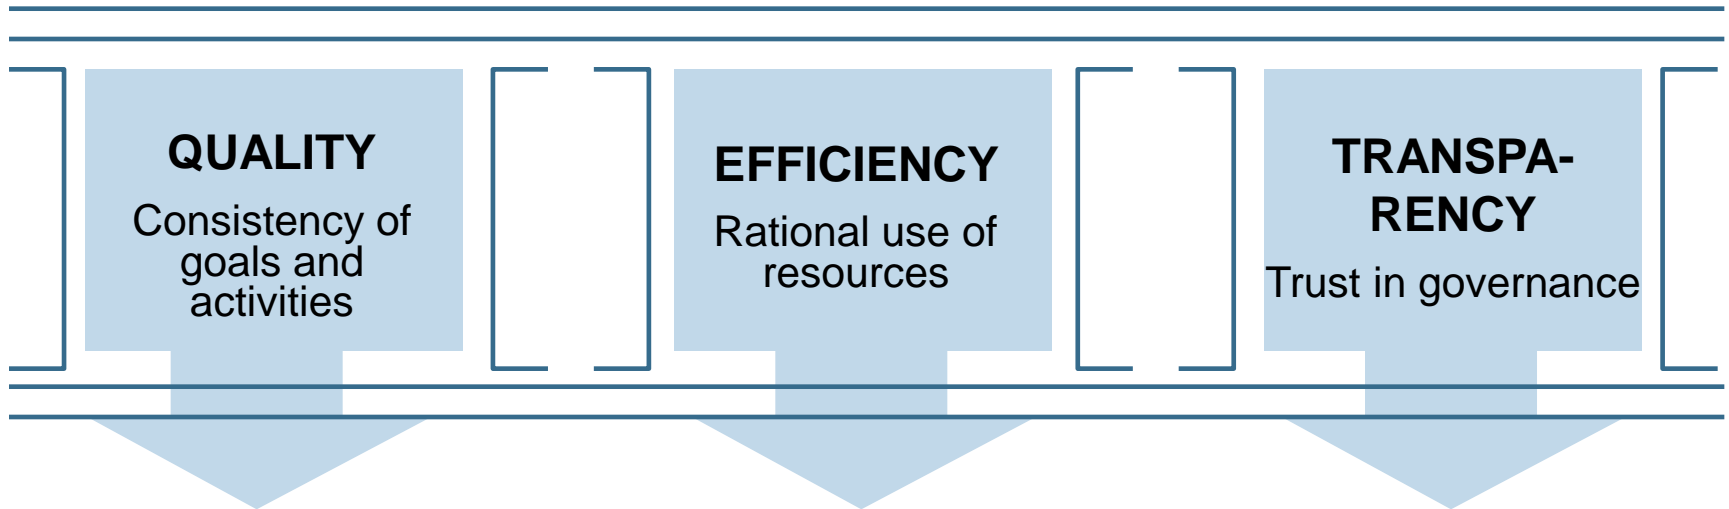 QUALITY
Consistency of
goals and
activities
EFFICIENCY
Rational use of
resources
TRANSPA-
RENCY
Trust in governance